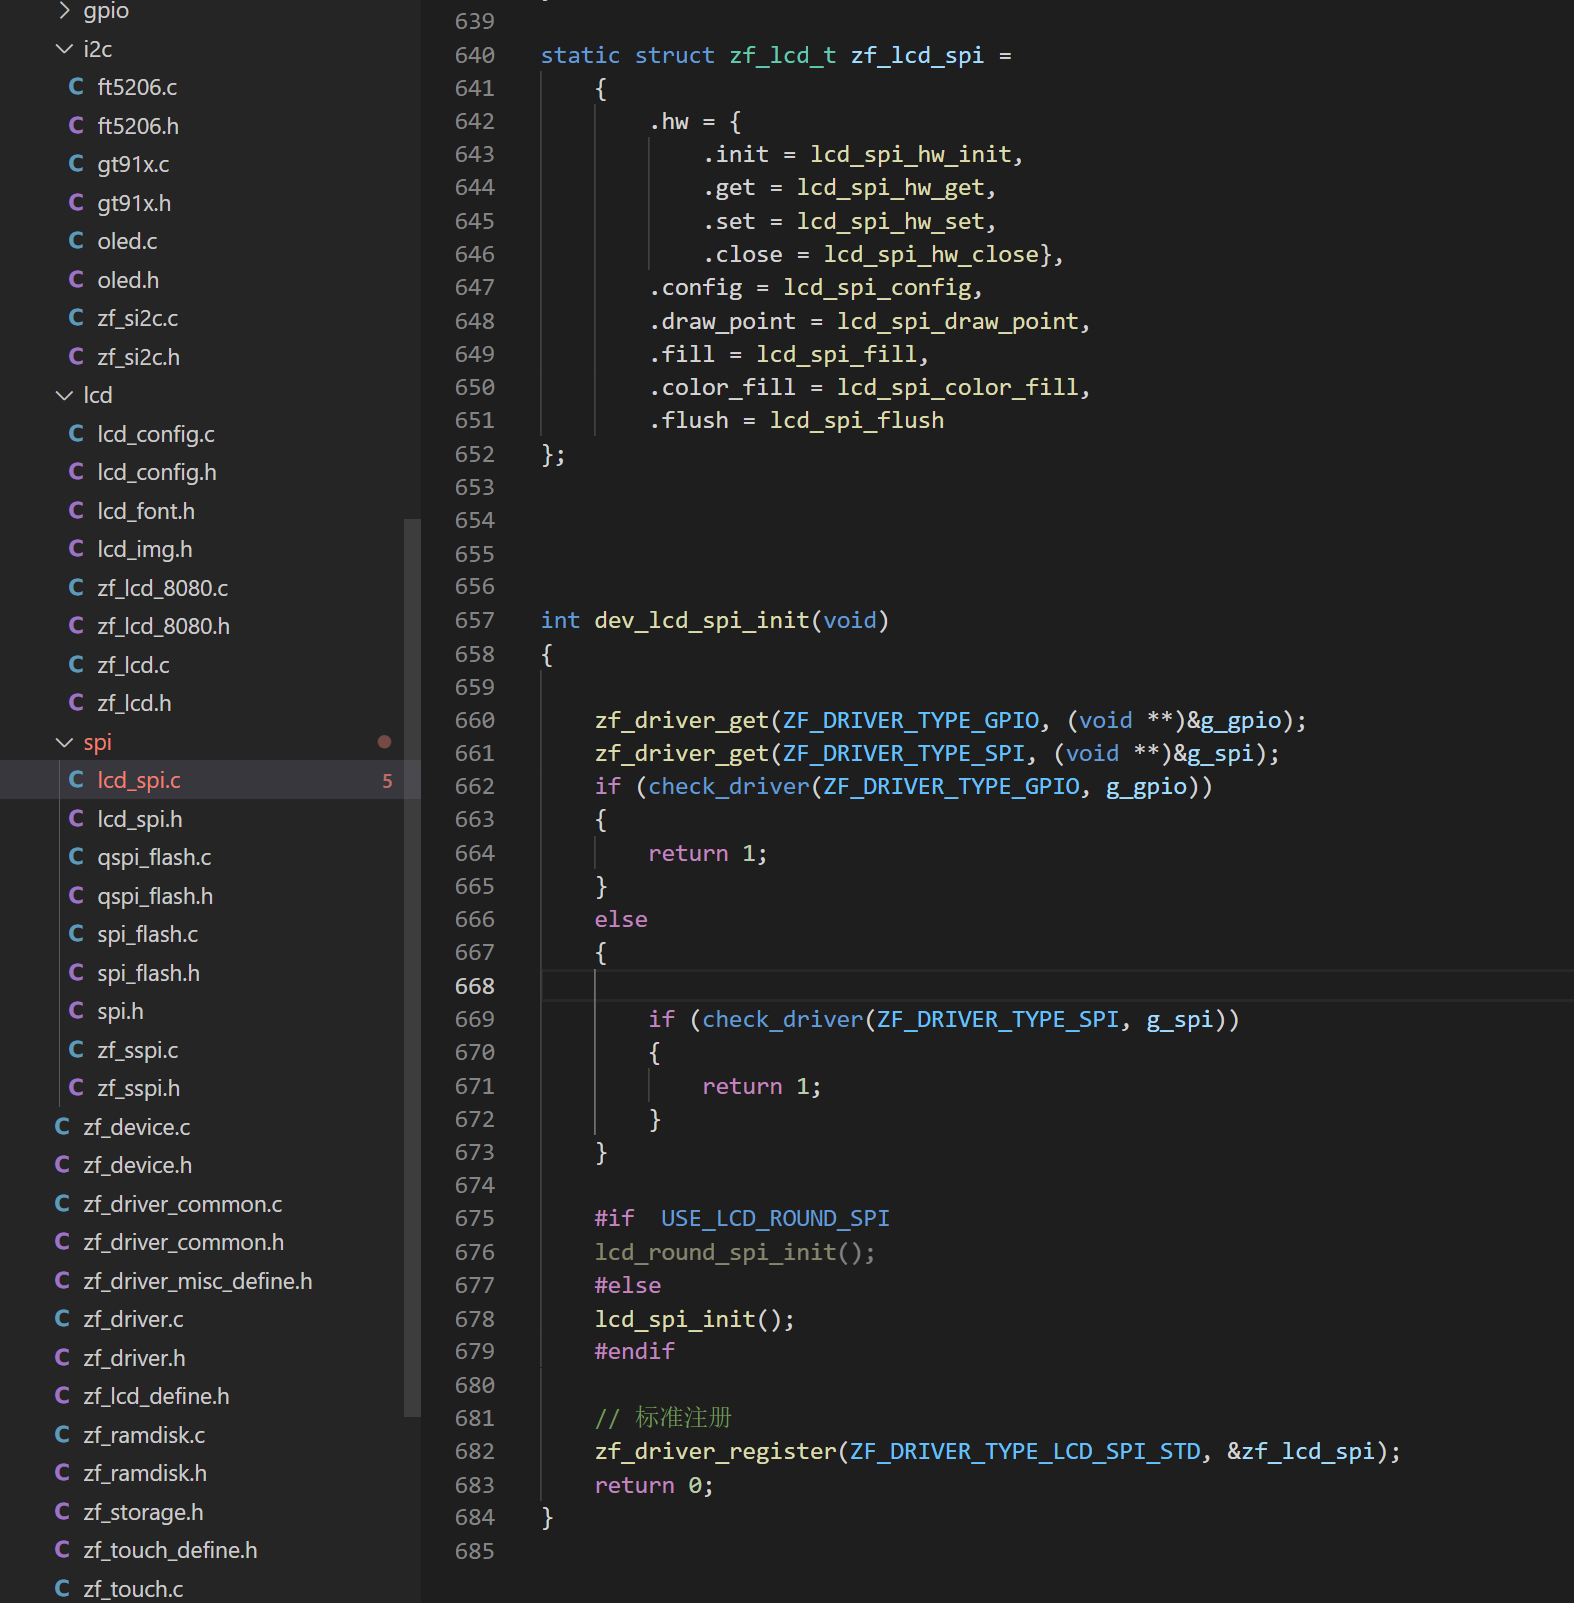 gpio
i2c
ft5206.c
ft5206.h
gt91x.c
gt91x.h
oled.c
oled.h
zf_si2c.c
zf_si2c.h
lcd
lcd_config.c
lcd_config.h
lcd_font.h
lcd_img.h
zf_lcd_8080.c
zf_lcd_8080.h
zf_lcd.c
zf_lcd.h
spi
lcd_spi.c 5
lcd_spi.h
qspi_flash.c
qspi_flash.h
spi_flash.c
spi_flash.h
spi.h
zf_sspi.c
zf_sspi.h
zf_device.c
zf_device.h
zf_driver_common.c
zf_driver_common.h
zf_driver_misc_define.h
zf_driver.c
zf_driver.h
zf_lcd_define.h
zf_ramdisk.c
zf_ramdisk.h
zf_storage.h
zf_touch_define.h
zf_touch.c
639
640 static struct zf_lcd_t zf_lcd_spi =
641 {
642 .hw = {
643 .init = lcd_spi_hw_init,
644 .get = lcd_spi_hw_get,
645 .set = lcd_spi_hw_set,
646 .close = lcd_spi_hw_close},
647 .config = lcd_spi_config,
648 .draw_point = lcd_spi_draw_point,
649 .fill = lcd_spi_fill,
650 .color_fill = lcd_spi_color_fill,
651 .flush = lcd_spi_flush
652 };
653
654
655
656
657 int dev_lcd_spi_init(void)
658 {
659
660 zf_driver_get(ZF_DRIVER_TYPE_GPIO, (void **)&g_gpio);
661 zf_driver_get(ZF_DRIVER_TYPE_SPI, (void **)&g_spi);
662 if (check_driver(ZF_DRIVER_TYPE_GPIO, g_gpio))
663 {
664 return 1;
665 }
666 else
667 {
668
669 if (check_driver(ZF_DRIVER_TYPE_SPI, g_spi))
670 {
671 return 1;
672 }
673 }
674
675 #if  USE_LCD_ROUND_SPI
676 lcd_round_spi_init();
677 #else
678 lcd_spi_init();
679 #endif
680
681 // 标准注册
682 zf_driver_register(ZF_DRIVER_TYPE_LCD_SPI_STD, &zf_lcd_spi);
683 return 0;
684 }
685